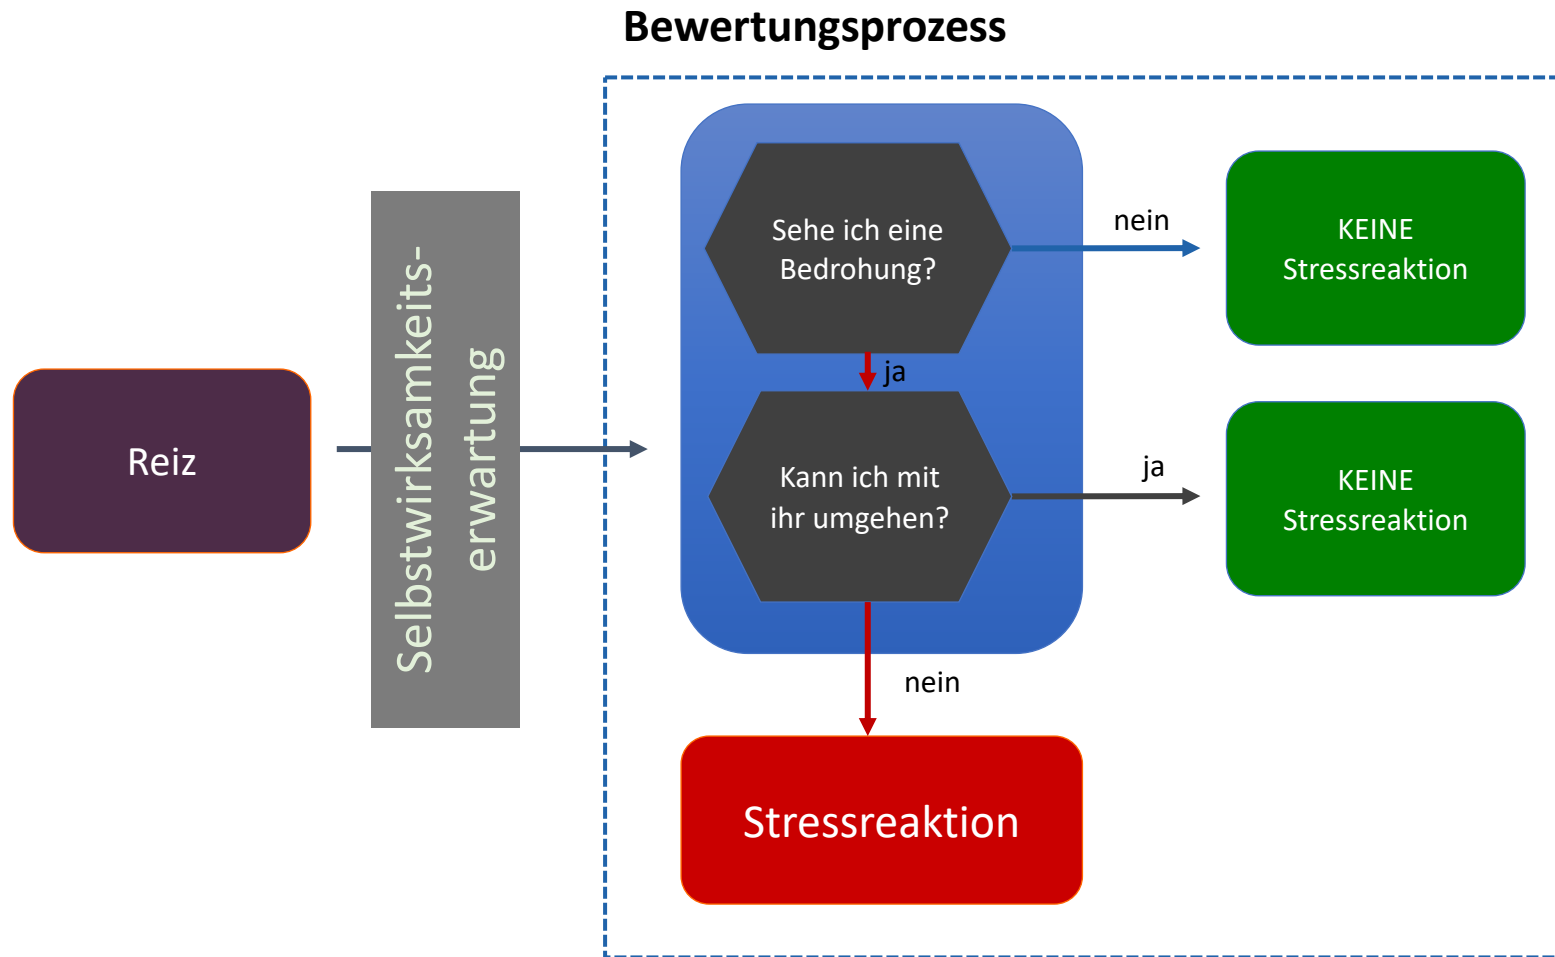 Bewertungsprozess
Reiz
Selbstwirksamkeits-
erwartung
Sehe ich eine
Bedrohung?
nein
KEINE
Stressreaktion
ja
Kann ich mit
ihr umgehen?
ja
KEINE
Stressreaktion
nein
Stressreaktion